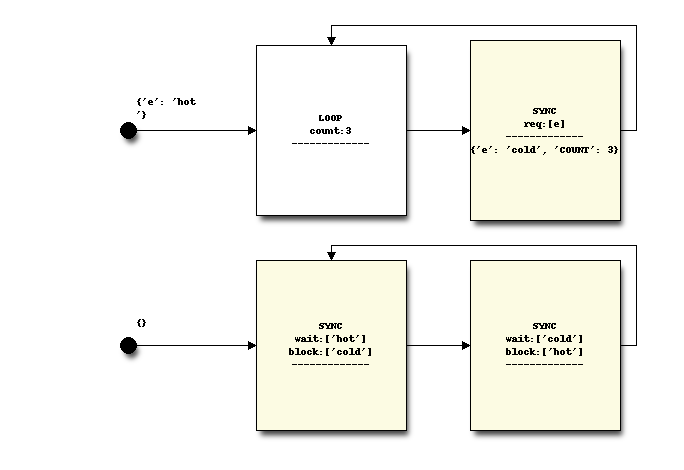 {'e': 'hot
'}
LOOP
count:3
-------------
SYNC
req:[e]
-------------
{'e': 'cold', 'COUNT': 3}
{}
SYNC
wait:['hot']
block:['cold']
-------------
SYNC
wait:['cold']
block:['hot']
-------------